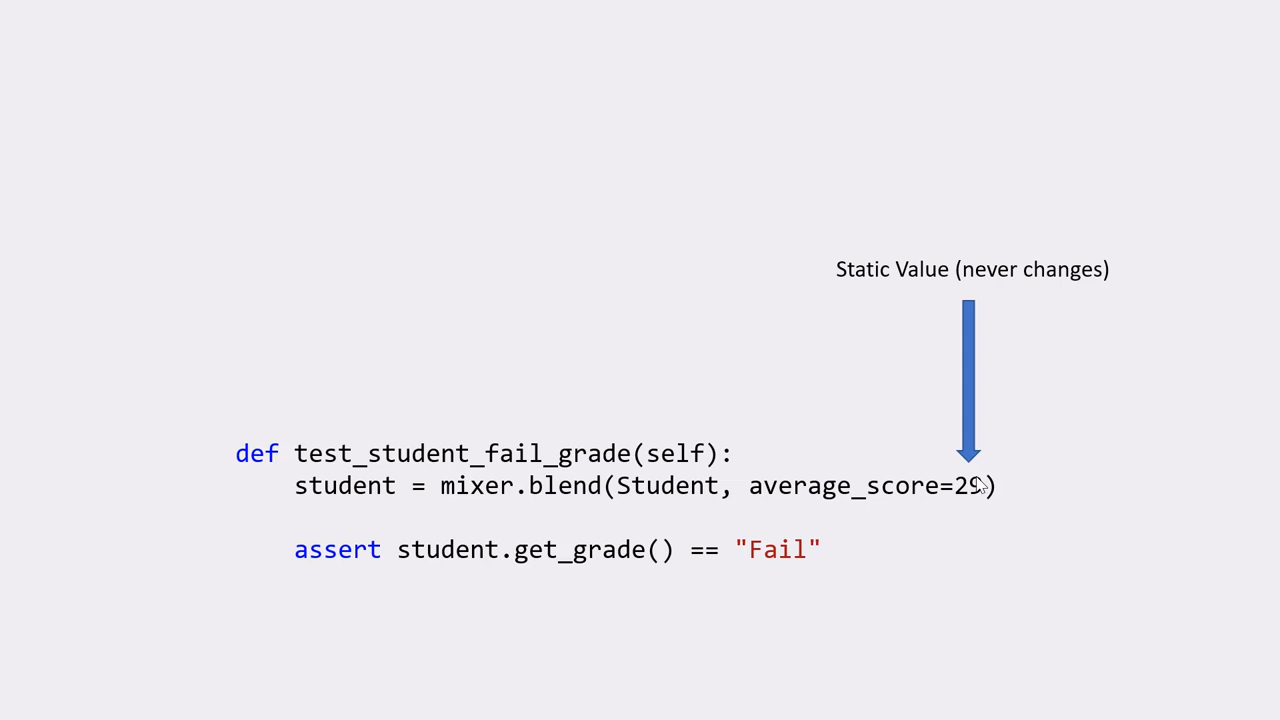 Static Value (never changes)
def test_student_fail_grade(self):
student = mixer.blend(Student, average_score=29)
assert student.get_grade() == "Fail"